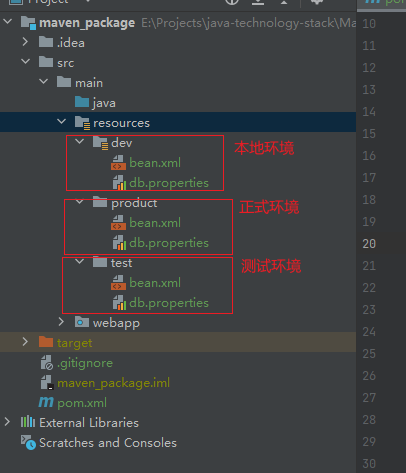 Project
maven_package E:\Projects\java-technology-stack\Ma
.idea
src
main
java
resources
dev
本地环境
bean.xml
db.properties
product
正式环境
bean.xml
db.properties
test
测试环境
bean.xml
db.properties
webapp
target
.gitignore
maven_package.iml
pom.xml
External Libraries
Scratches and Consoles
pom
10
11
12
13
14
15
16
17
18
19
20
21
22
23
24
25
26
27
28
29
30